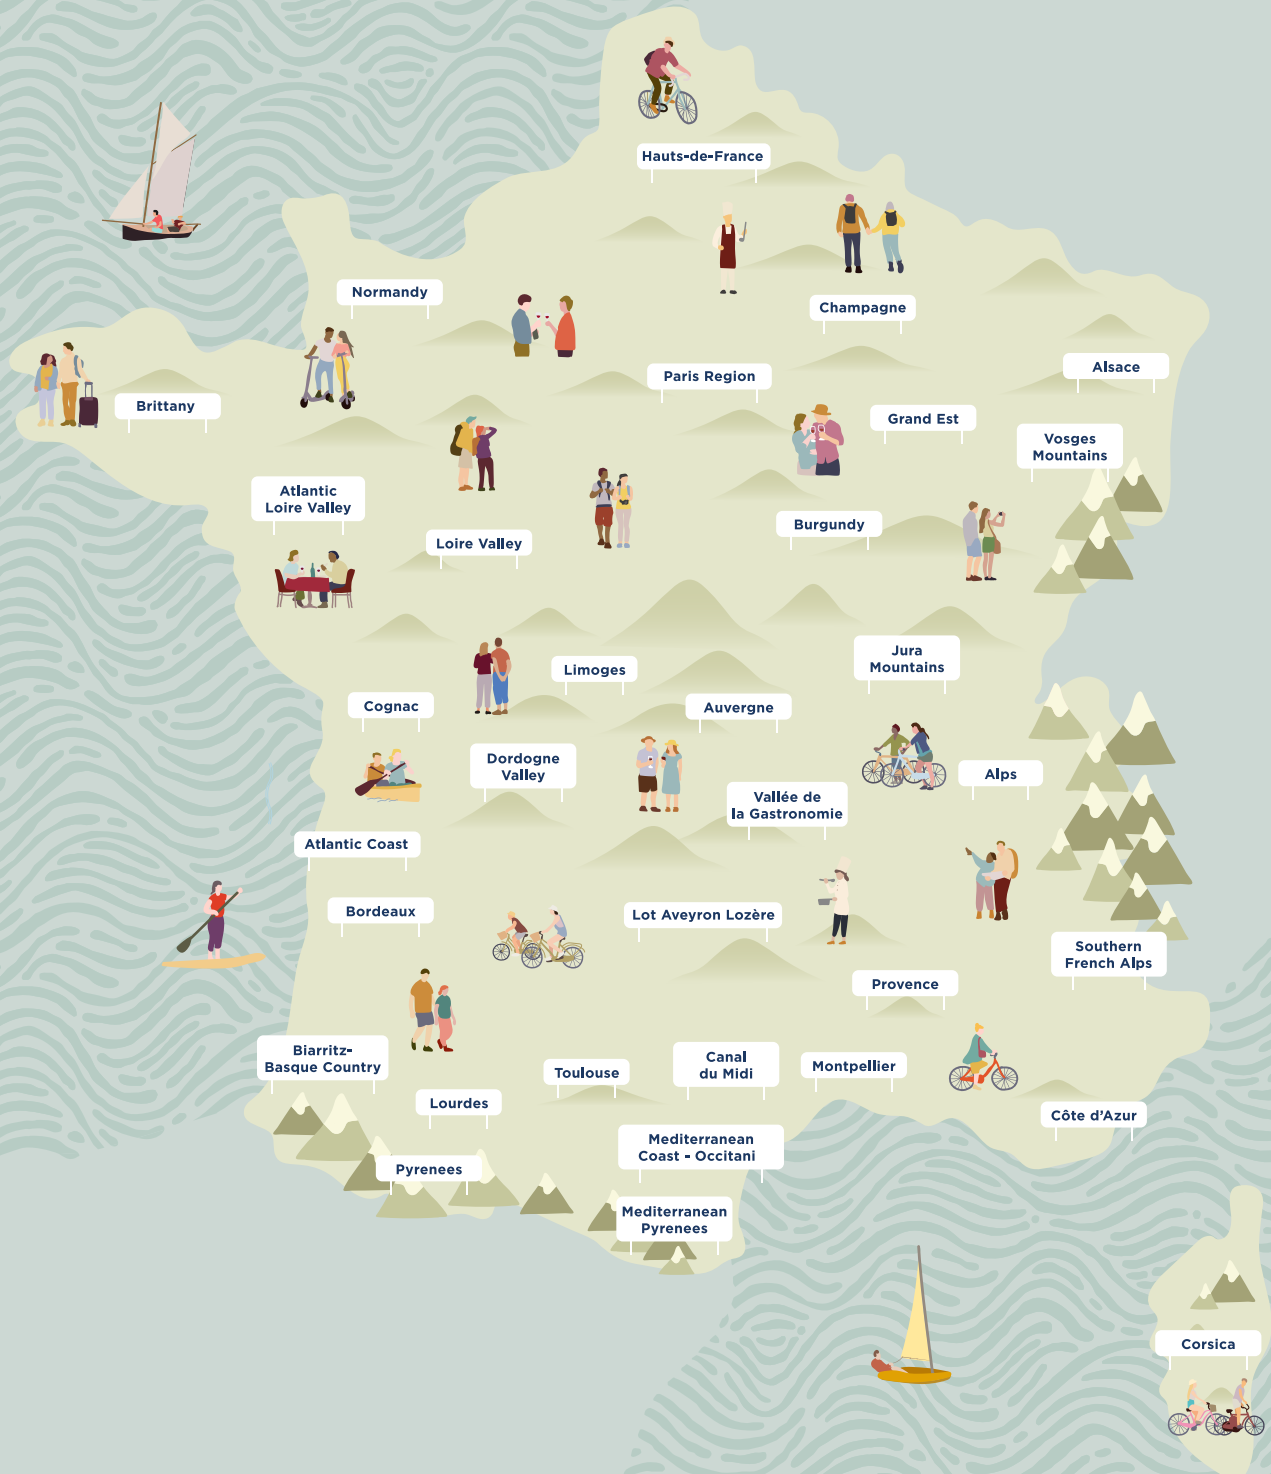 Hauts-de-France
Normandy
Champagne
Alsace
Paris Region
Brittany
Grand Est
Vosges
Mountains
Atlantic
Loire Valley
Burgundy
Loire Valley
Jura
Mountains
Limoges
Cognac
Auvergne
Dordogne
Valley
Alps
Vallée de
la Gastronomie
Atlantic Coast
Bordeaux
Lot Aveyron Lozère
Southern
French Alps
Provence
Biarritz-
Basque Country
Toulouse
Canal
du Midi
Montpellier
Lourdes
Côte d'Azur
Mediterranean
Coast - Occitani
Pyrenees
Mediterranean
Pyrenees
Corsica